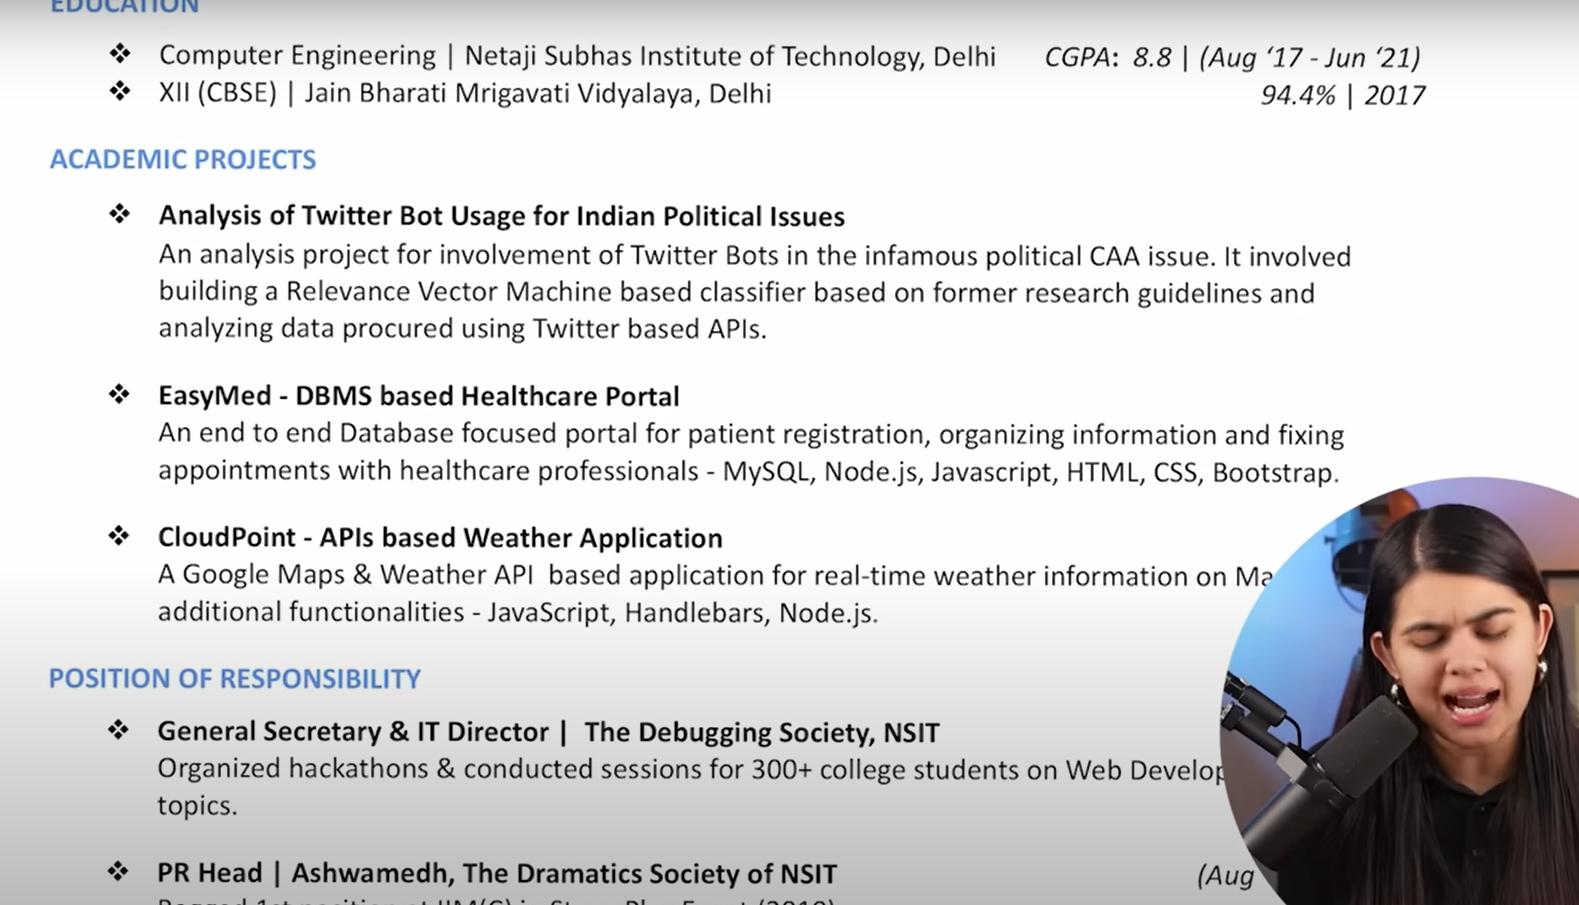 EDUCATION
❖ Computer Engineering | Netaji Subhas Institute of Technology, Delhi CGPA: 8.8 | (Aug ‘17 - Jun ‘21)
❖ XII (CBSE) | Jain Bharati Mrigavati Vidyalaya, Delhi 94.4% | 2017
ACADEMIC PROJECTS
❖ Analysis of Twitter Bot Usage for Indian Political Issues
An analysis project for involvement of Twitter Bots in the infamous political CAA issue. It involved
building a Relevance Vector Machine based classifier based on former research guidelines and
analyzing data procured using Twitter based APIs.
❖ EasyMed - DBMS based Healthcare Portal
An end to end Database focused portal for patient registration, organizing information and fixing
appointments with healthcare professionals - MySQL, Node.js, Javascript, HTML, CSS, Bootstrap.
❖ CloudPoint - APIs based Weather Application
A Google Maps & Weather API based application for real-time weather information on Ma
additional functionalities - JavaScript, Handlebars, Node.js.
POSITION OF RESPONSIBILITY
❖ General Secretary & IT Director | The Debugging Society, NSIT
Organized hackathons & conducted sessions for 300+ college students on Web Develop
topics.
❖ PR Head | Ashwamedh, The Dramatics Society of NSIT (Aug